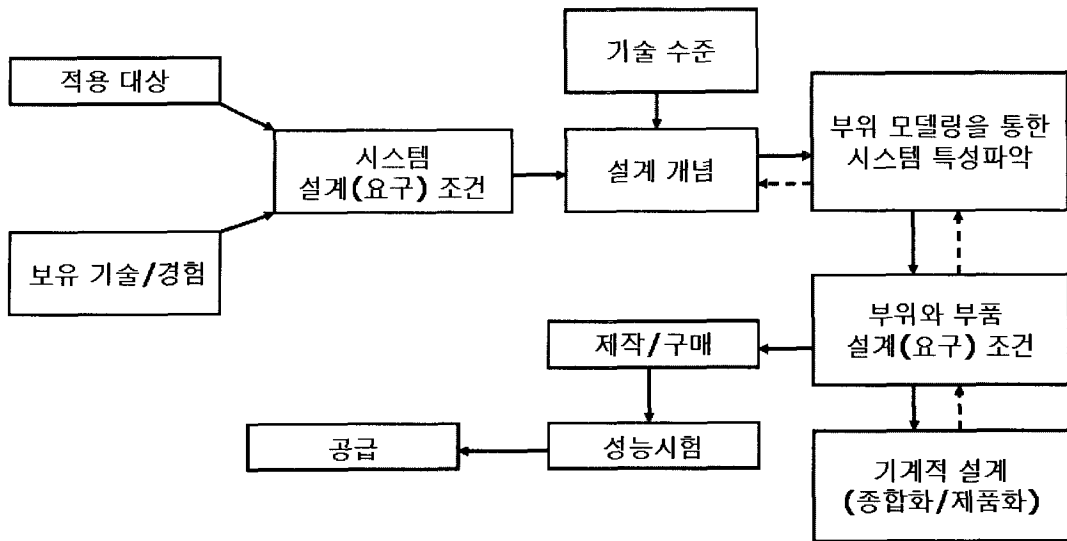 기술 수준
적용 대상
부위 모델링을 통한
시스템 특성파악
시스템
설계(요구) 조건
설계 개념
보유 기술/경험
부위와 부품
설계(요구) 조건
제작/구매
공급
성능시험
기계적 설계
(종합화/제품화)